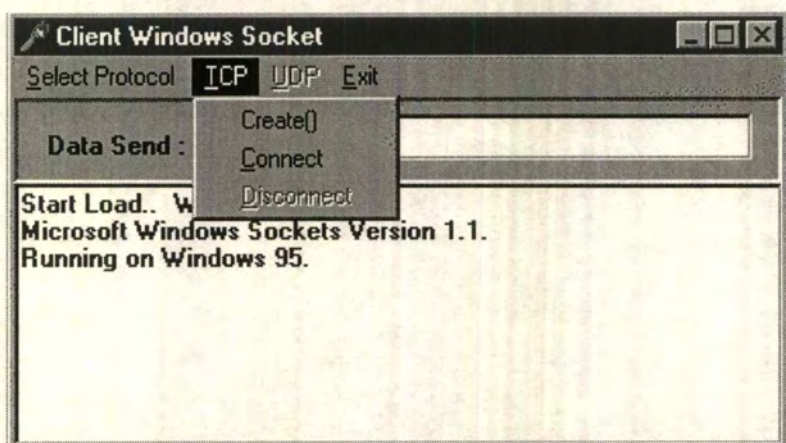 Client Windows Socket
Select Protocol TCP UDP Exit
Create()
Data Send :
Connect
Disconnect
Start Load..
Microsoft Windows Sockets Version 1.1.
Running on Windows 95.